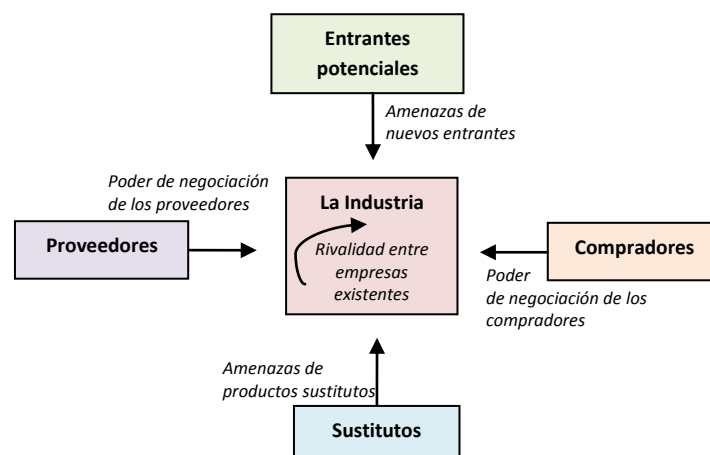 Entrantes
potenciales
Amenazas de
nuevos entrantes
Poder de negociación
de los proveedores
La Industria
Proveedores
Rivalidad entre
empresas
existentes
Compradores
Poder
de negociación de los
compradores
Amenazas de
productos sustitutos
Sustitutos